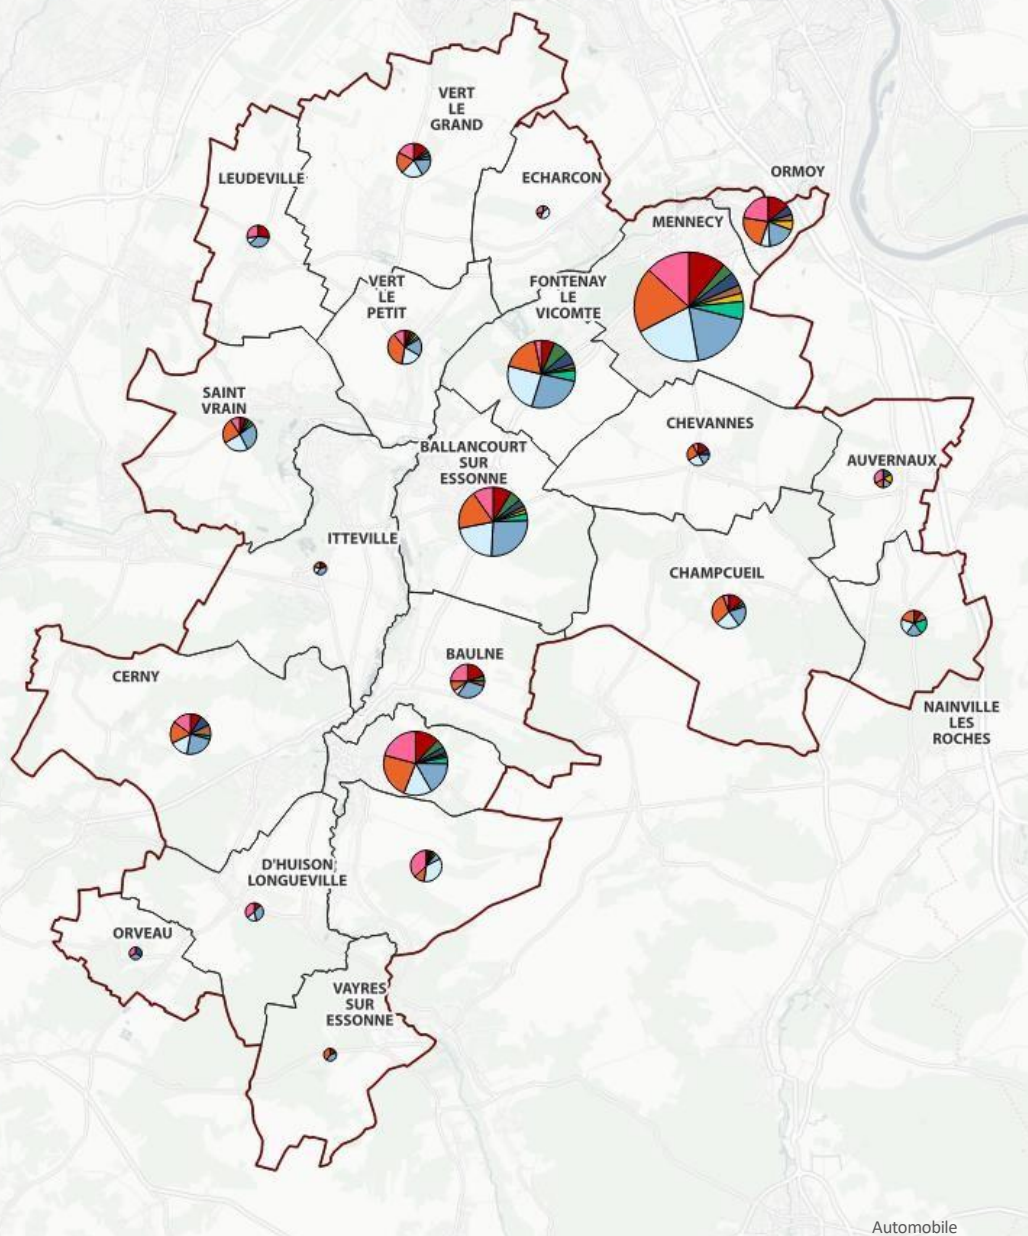 VERT
LE
GRAND
LEUDEVILLE
ECHARCON
ORMOY
MENNECY
VERT
LE
PETIT
FONTENAY
LE
VICOMTE
SAINT
VRAIN
CHEVANNES
BALLANCOURT
SUR
ESSONNE
AUVERNAUX
ITTEVILLE
CHAMPCUEIL
BAULNE
CERNY
NAINVILLE
LES
ROCHES
D'HUISON
LONGUEVILLE
ORVEAU
VAYRES
SUR
ESSONNE
Automobile